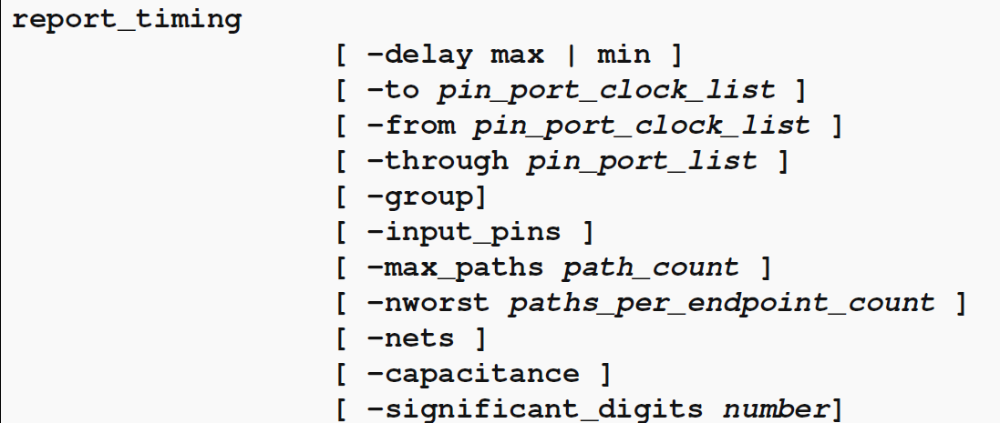 report_timing
[ -delay max | min ]
[ -to pin_port_clock_list ]
[ -from pin_port_clock_list ]
[ -through pin_port_list ]
[ -group]
[ -input_pins ]
[ -max_paths path_count ]
[ -nworst paths_per_endpoint_count ]
[ -nets ]
[ -capacitance ]
[ -significant_digits number]